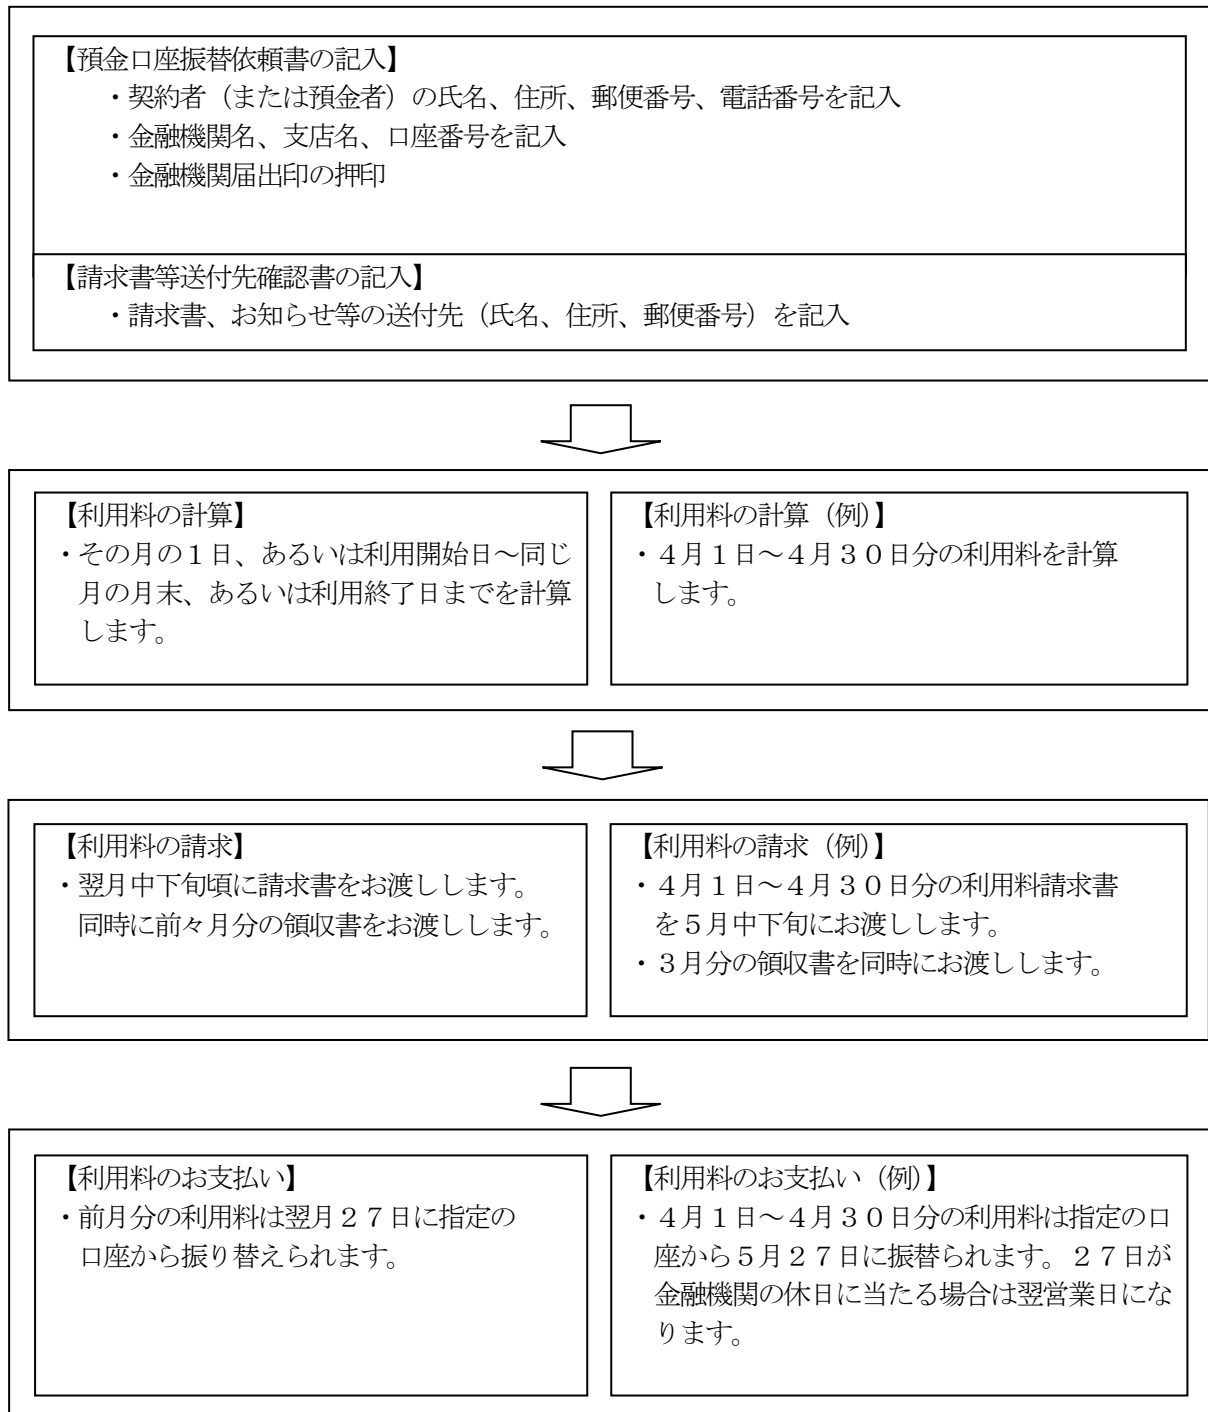 【預金口座振替依頼書の記入】
・契約者（または預金者）の氏名、住所、郵便番号、電話番号を記入
・金融機関名、支店名、口座番号を記入
・金融機関届出印の押印
【請求書等送付先確認書の記入】
・請求書、お知らせ等の送付先（氏名、住所、郵便番号）を記入
【利用料の計算】
・その月の１日、あるいは利用開始日～同じ
月の月末、あるいは利用終了日までを計算
します。
【利用料の計算（例）】
・４月１日～４月３０日分の利用料を計算
します。
【利用料の請求】
・翌月中下旬頃に請求書をお渡しします。
同時に前々月分の領収書をお渡しします。
【利用料の請求（例）】
・４月１日～４月３０日分の利用料請求書
を５月中下旬にお渡しします。
・３月分の領収書を同時にお渡しします。
【利用料のお支払い】
・前月分の利用料は翌月２７日に指定の
口座から振り替えられます。
【利用料のお支払い（例）】
・４月１日～４月３０日分の利用料は指定の口
座から５月２７日に振替られます。２７日が
金融機関の休日に当たる場合は翌営業日にな
ります。